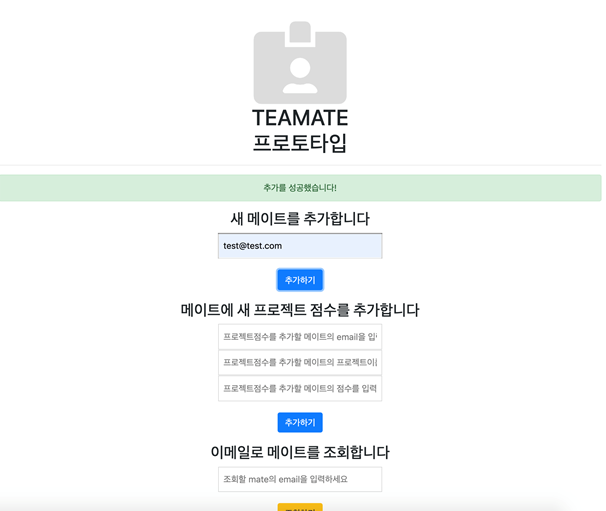 TEAMATE
프로토타입
추가를 성공했습니다!
새 메이트를 추가합니다
test@test.com
추가하기
메이트에 새 프로젝트 점수를 추가합니다
프로젝트점수를 추가할 메이트의 email을
프로젝트점수를 추가할 메이트의
프로젝트점수를 추가할 메이트의 점수를 입력
추가하기
이메일로 메이트를 조회합니다
조회할 mate의 email을 입력하세요